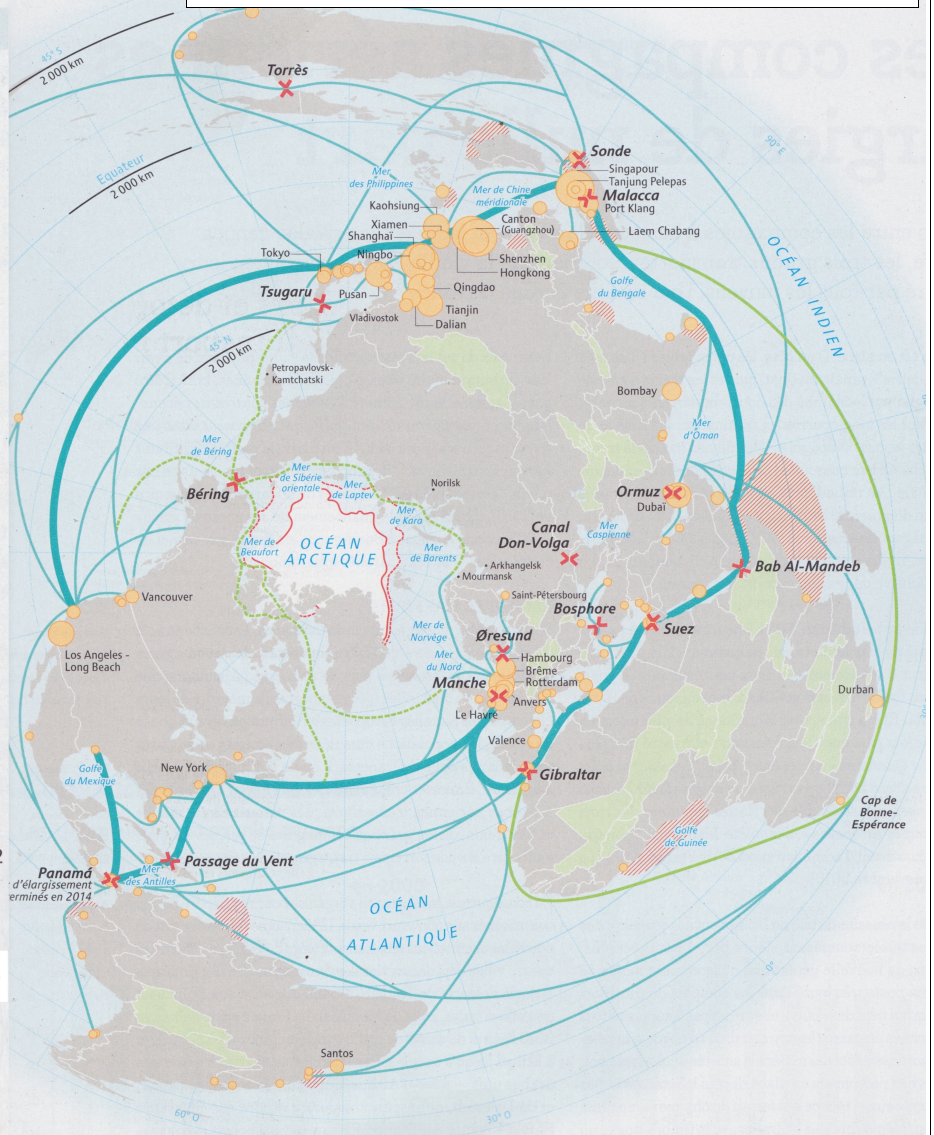 45° S
2 000 km
Torrès
Equateur
2 000 km
90° E
Sonde
Singapour
Tanjung Pelepas
Malacca
Port Klang
Mer
des Philippines
Mer de Chine
méridionale
Kaohsiung
Xiamen
Shanghaï
Canton
(Guangzhou)
Laem Chabang
Tokyo
Ningbo
Shenzhen
Hongkong
OCÉAN INDIEN
Tsugaru
Pusan
Qingdao
Golfe
du Bengale
Vladivostok
Tianjin
Dalian
45° N
2 000 km
Petropavlovsk-
Kamtchatski
Bombay
Mer
de Béring
Mer
d'Oman
Mer
de Sibérie
orientale
Mer
de Laptev
Norilsk
Béring
Ormuz
Dubaï
Mer
de Kara
Canal
Don-Volga
Mer
Caspienne
Mer de
Beaufort
OCÉAN
ARCTIQUE
Mer
de Barents
Arkhangelsk
Mourmansk
Bab Al-Mandeb
Vancouver
Saint-Pétersbourg
Bosphore
Suez
Mer de
Norvège
Øresund
Los Angeles -
Long Beach
Mer
du Nord
Hambourg
Brême
Rotterdam
Manche
Anvers
Le Havre
Durban
Valence
Golfe
du Mexique
New York
Gibraltar
Cap de
Bonne-
Espérance
Golfe
de Guinée
Passage du Vent
Panamá
d'élargissement
erminés en 2014
Mer
des Antilles
OCÉAN
ATLANTIQUE
0°
Santos
60° O
30° O